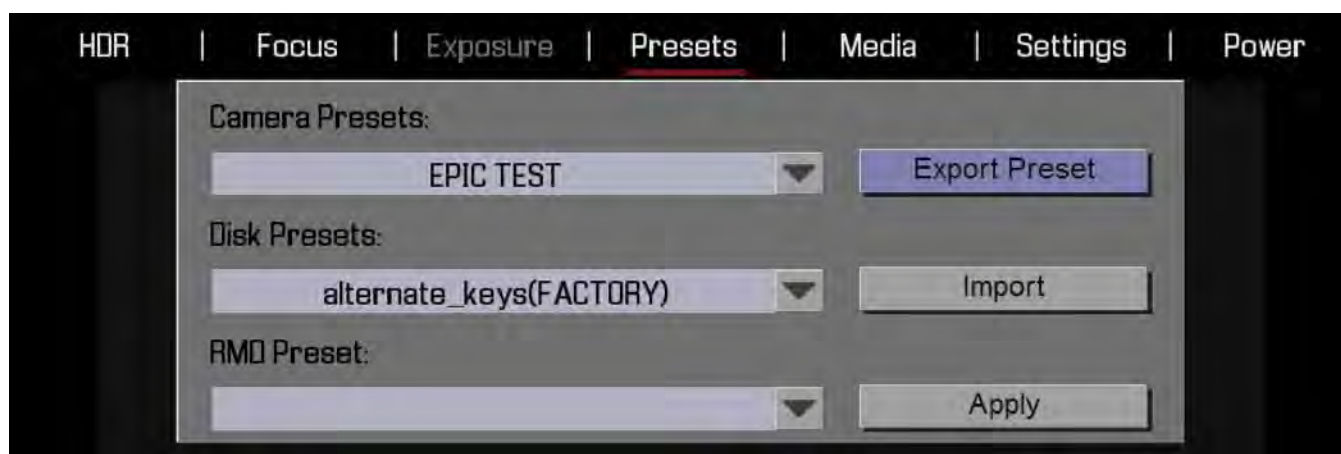 HDR | Focus | Exposure | Presets | Media | Settings | Power
Camera Presets:
EPIC TEST Export Preset
Disk Presets:
alternate_keys(FACTORY) Import
RMD Preset:
Apply